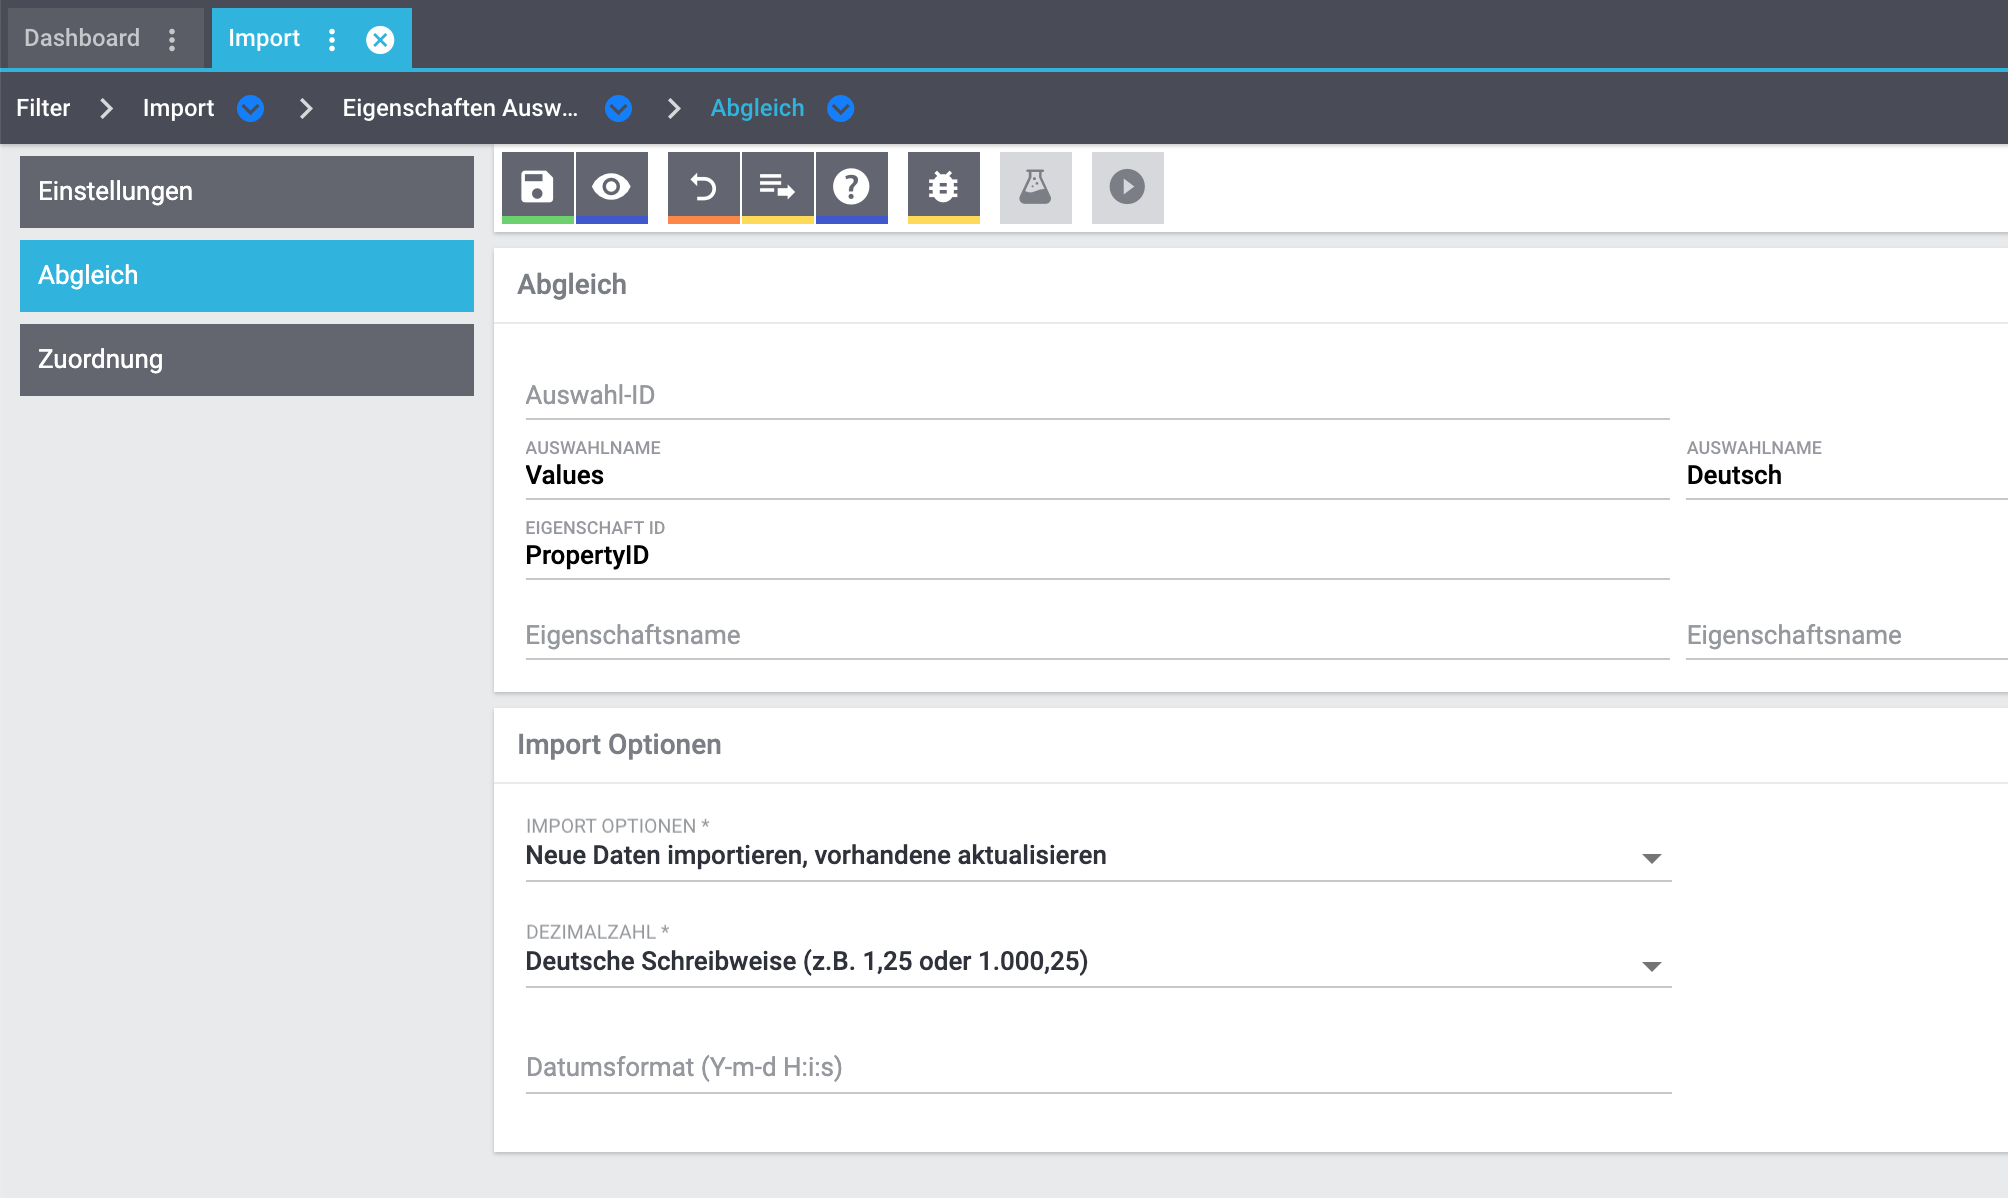 Dashboard
Import
Filter
Import
Eigenschaften Ausw...
Abgleich
Einstellungen
Abgleich
Zuordnung
Abgleich
Auswahl-ID
AUSWAHLNAME
Values
AUSWAHLNAME
Deutsch
EIGENSCHAFT ID
PropertyID
Eigenschaftsname
Eigenschaftsname
Import Optionen
IMPORT OPTIONEN *
Neue Daten importieren, vorhandene aktualisieren
DEZIMALZAHL *
Deutsche Schreibweise (z.B. 1,25 oder 1.000,25)
Datumsformat (Y-m-d H:i:s)